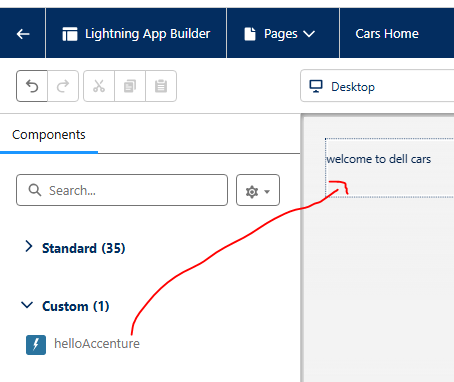 Lightning App Builder Pages Cars Home
Desktop
Components
welcome to dell cars
Search...
Standard (35)
Custom (1)
helloAccenture